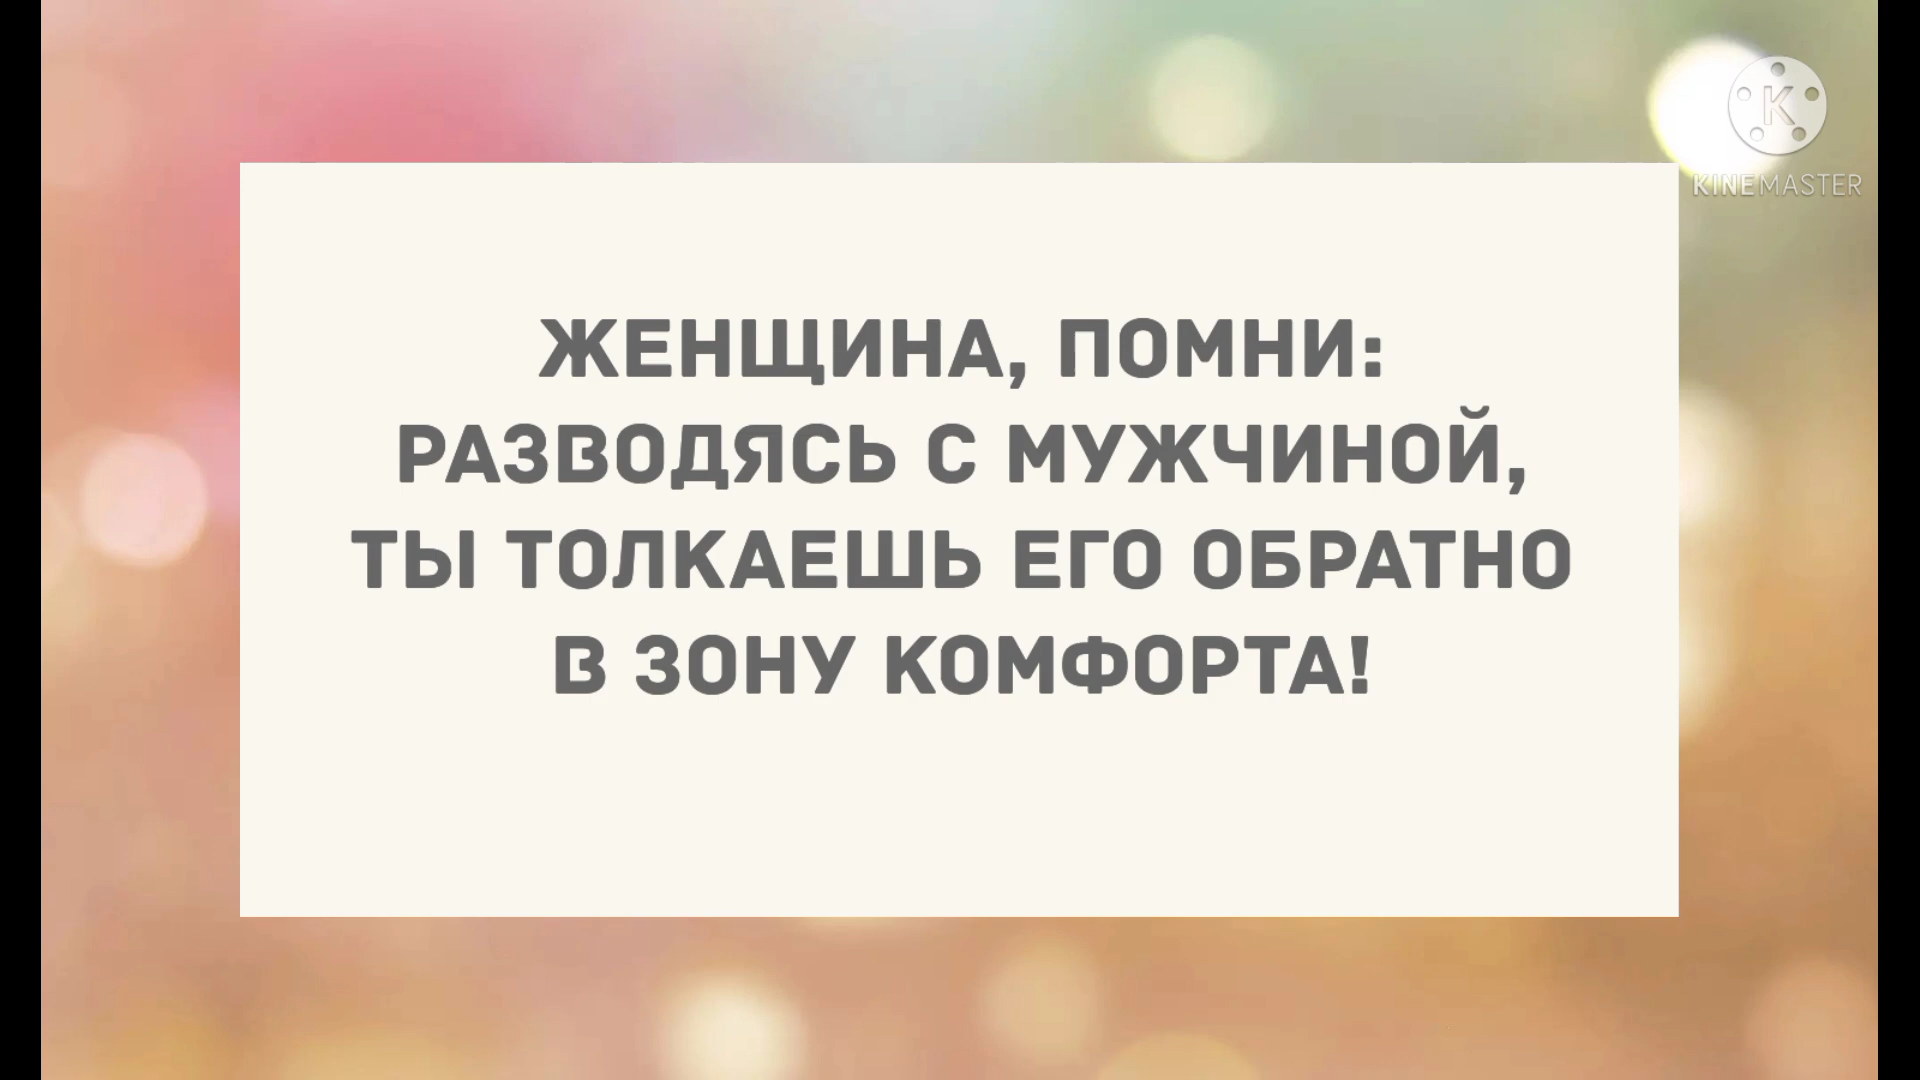 K
KINEMASTER
ЖЕНЩИНА, ПОМНИ:
РАЗВОДЯСЬ С МУЖЧИНОЙ,
ТЫ ТОЛКАЕШЬ ЕГО ОБРАТНО
В ЗОНУ КОМФОРТА!